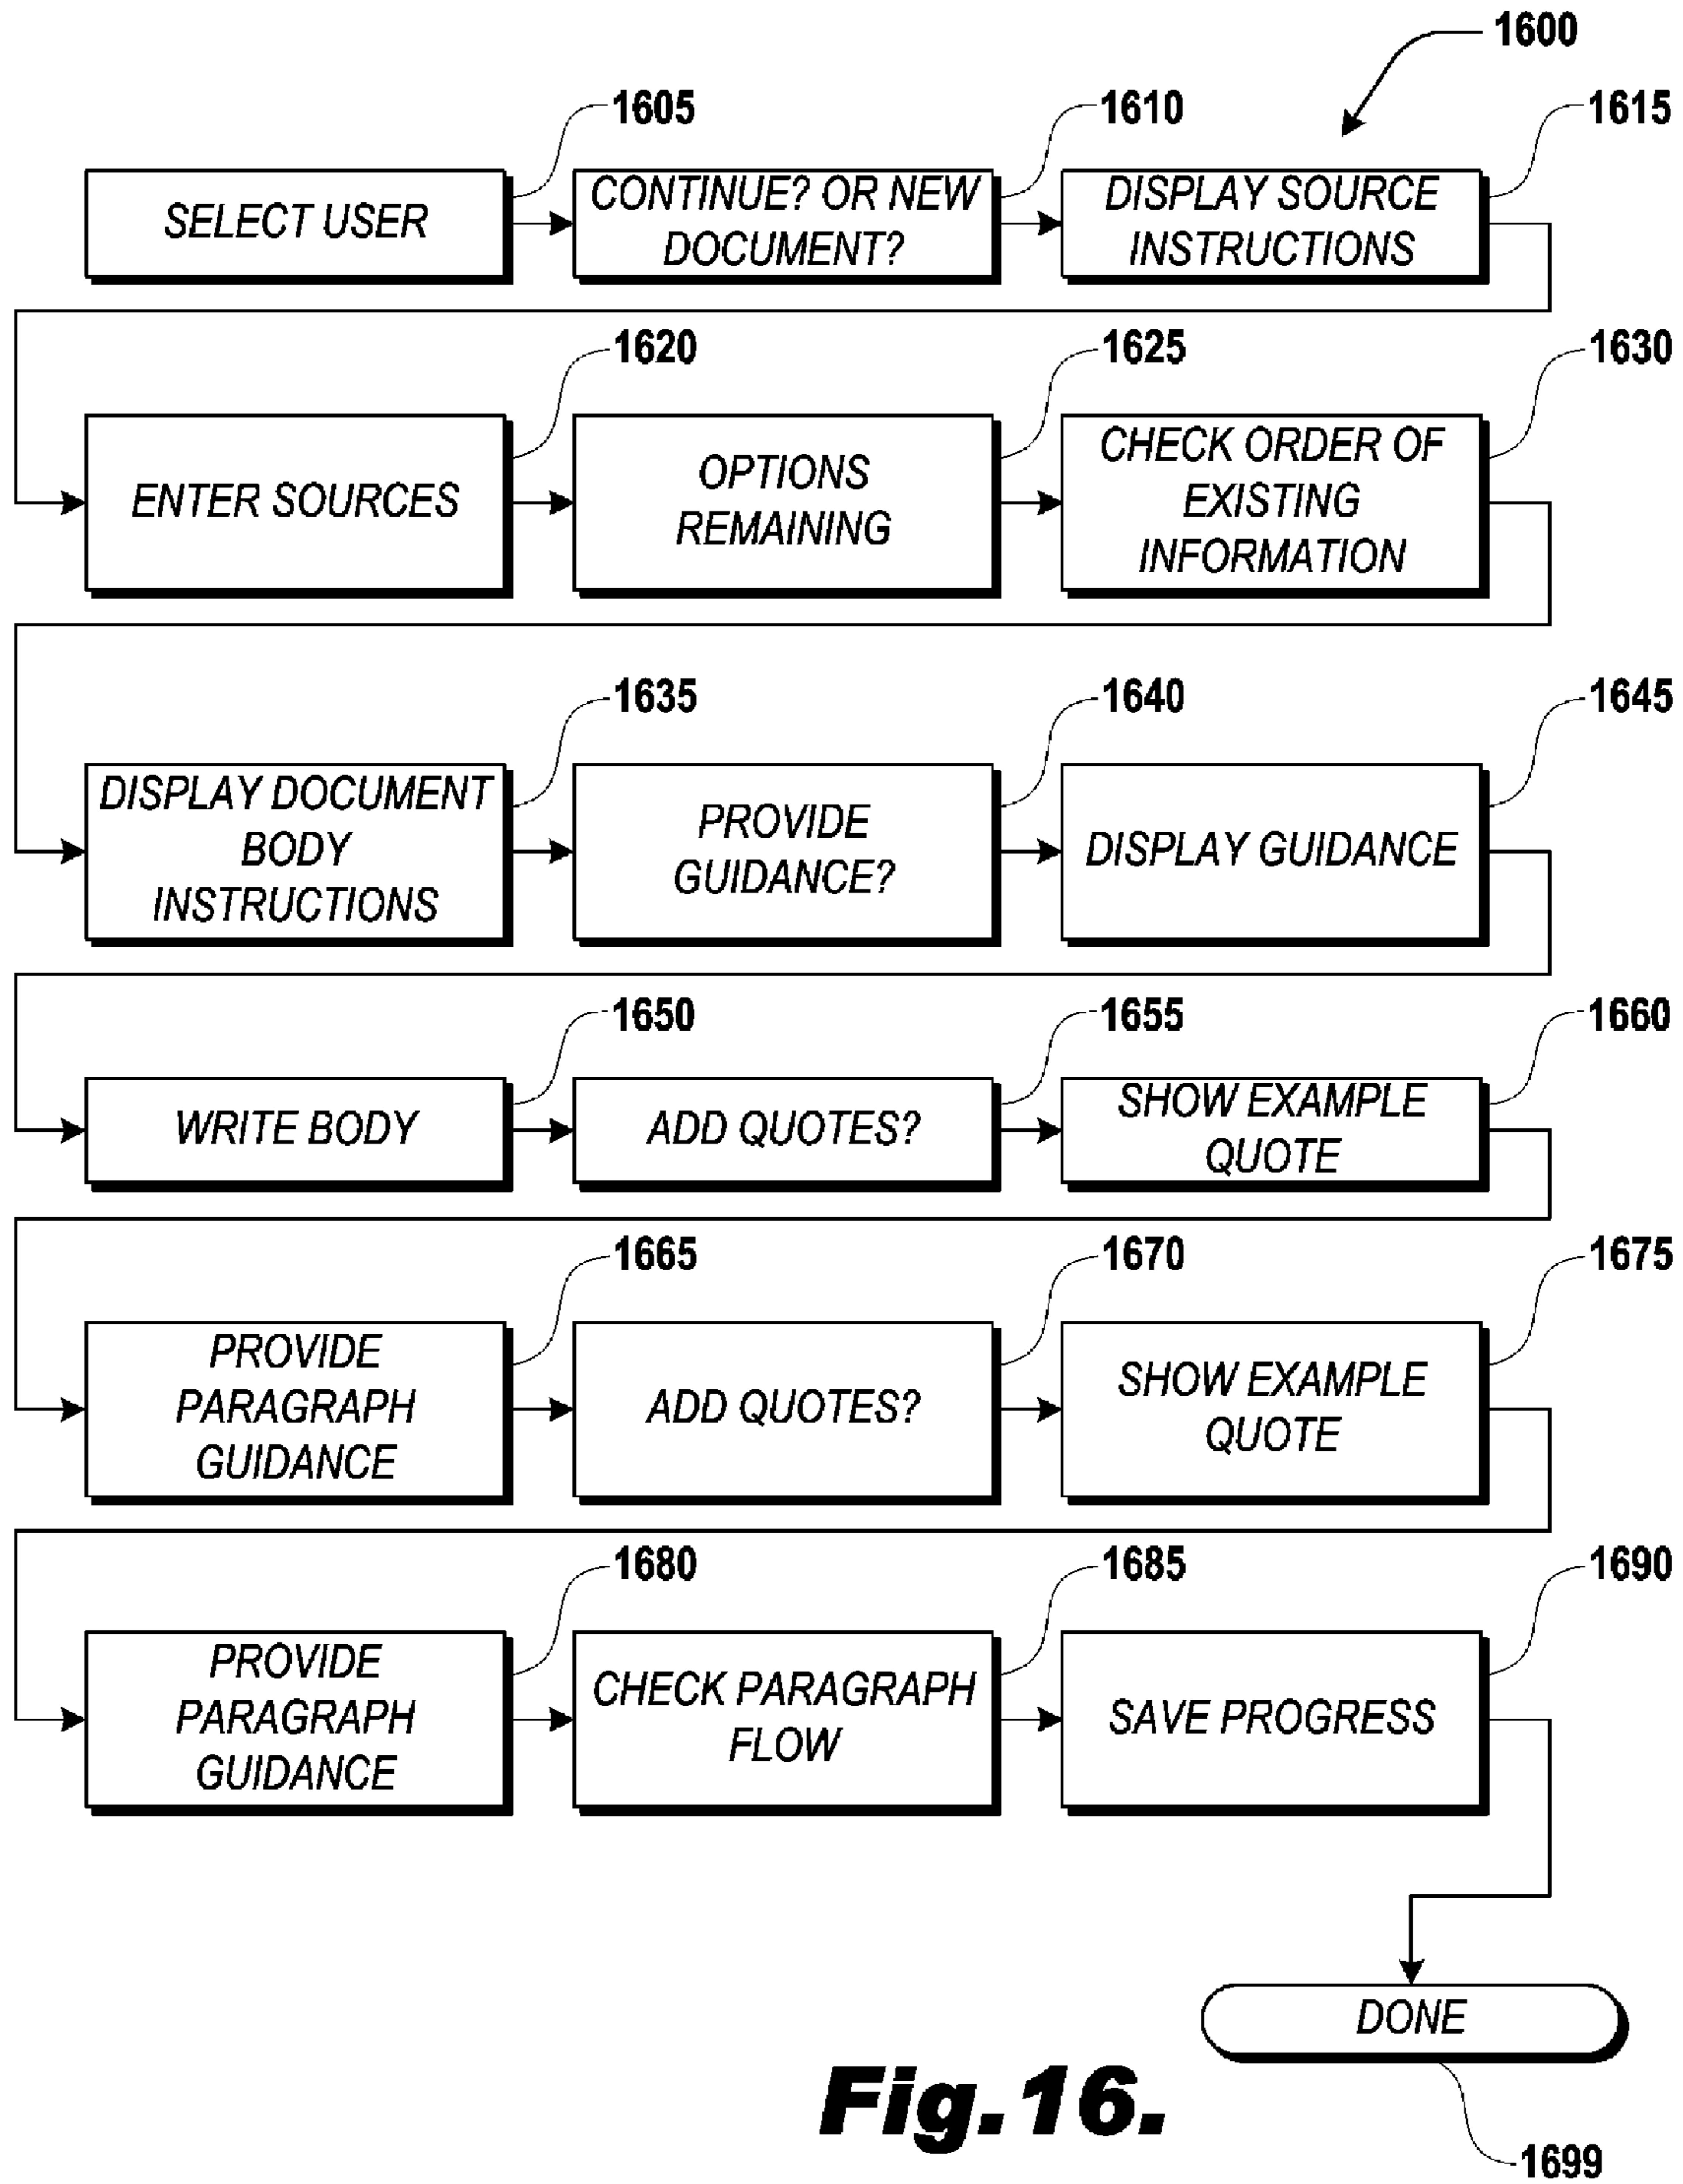 1600
1605
1610
1615
SELECT USER
CONTINUE? OR NEW
DOCUMENT?
DISPLAY SOURCE
INSTRUCTIONS
1620
1625
1630
ENTER SOURCES
OPTIONS
REMAINING
CHECK ORDER OF
EXISTING
INFORMATION
1635
1640
1645
DISPLAY DOCUMENT
BODY
INSTRUCTIONS
PROVIDE
GUIDANCE?
DISPLAY GUIDANCE
1650
1655
1660
WRITE BODY
ADD QUOTES?
SHOW EXAMPLE
QUOTE
1665
1670
1675
PROVIDE
PARAGRAPH
GUIDANCE
ADD QUOTES?
SHOW EXAMPLE
QUOTE
1680
1685
1690
PROVIDE
PARAGRAPH
GUIDANCE
CHECK PARAGRAPH
FLOW
SAVE PROGRESS
DONE
Fig.16.
1699